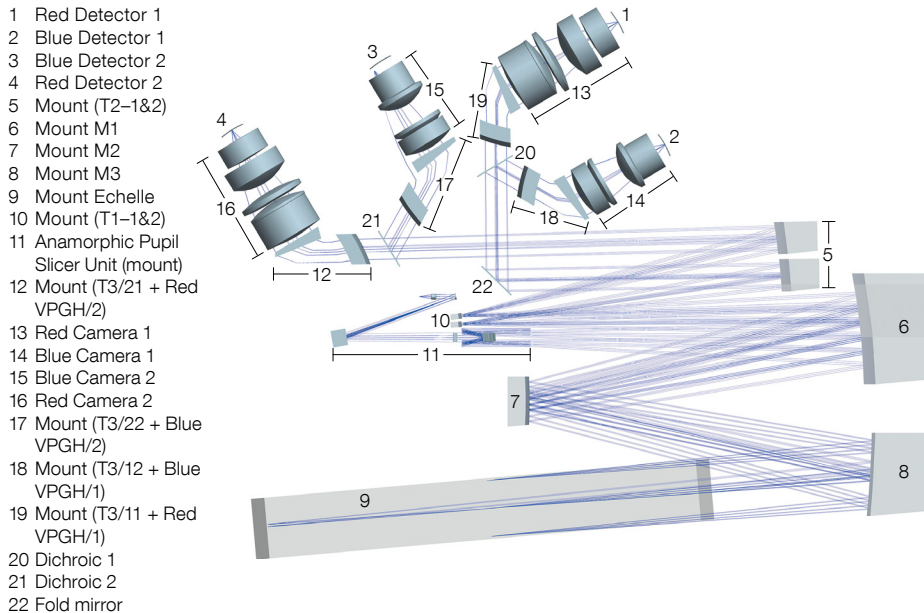 1 Red Detector 1
2 Blue Detector 1
3 Blue Detector 2
4 Red Detector 2
5 Mount (T2–1&2)
6 Mount M1
7 Mount M2
8 Mount M3
9 Mount Echelle
10 Mount (T1–1&2)
11 Anamorphic Pupil
Slicer Unit (mount)
12 Mount (T3/21 + Red
VPGH/2)
13 Red Camera 1
14 Blue Camera 1
15 Blue Camera 2
16 Red Camera 2
17 Mount (T3/22 + Blue
VPGH/2)
18 Mount (T3/12 + Blue
VPGH/1)
19 Mount (T3/11 + Red
VPGH/1)
20 Dichroic 1
21 Dichroic 2
22 Fold mirror
1
3
15
13
19
4
2
20
17
14
16
18
21
5
12
22
10
6
11
7
8
9